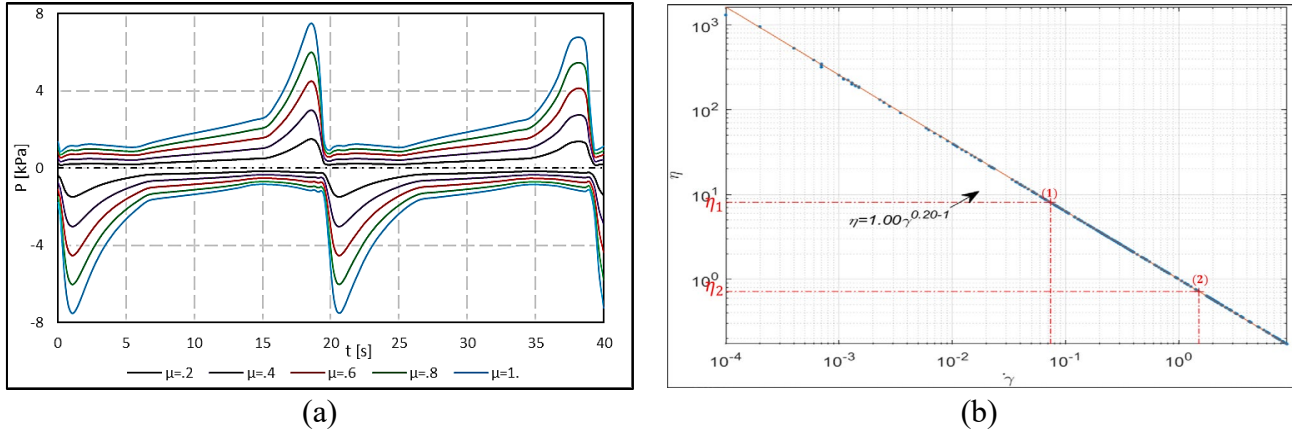 (a)
8
4
0
-4
-8
P [kPa]
0 5 10 15 20 25 30 35 40
t [s]
μ=.2 μ=.4 μ=.6 μ=.8 μ=1.
(a)
(b)
10³
10²
10¹
10⁰
η
η₁
η₂
(1)
(2)
η=1.00γ^0.20-1
10⁻⁴ 10⁻³ 10⁻² 10⁻¹ 10⁰
γ̇
(b)